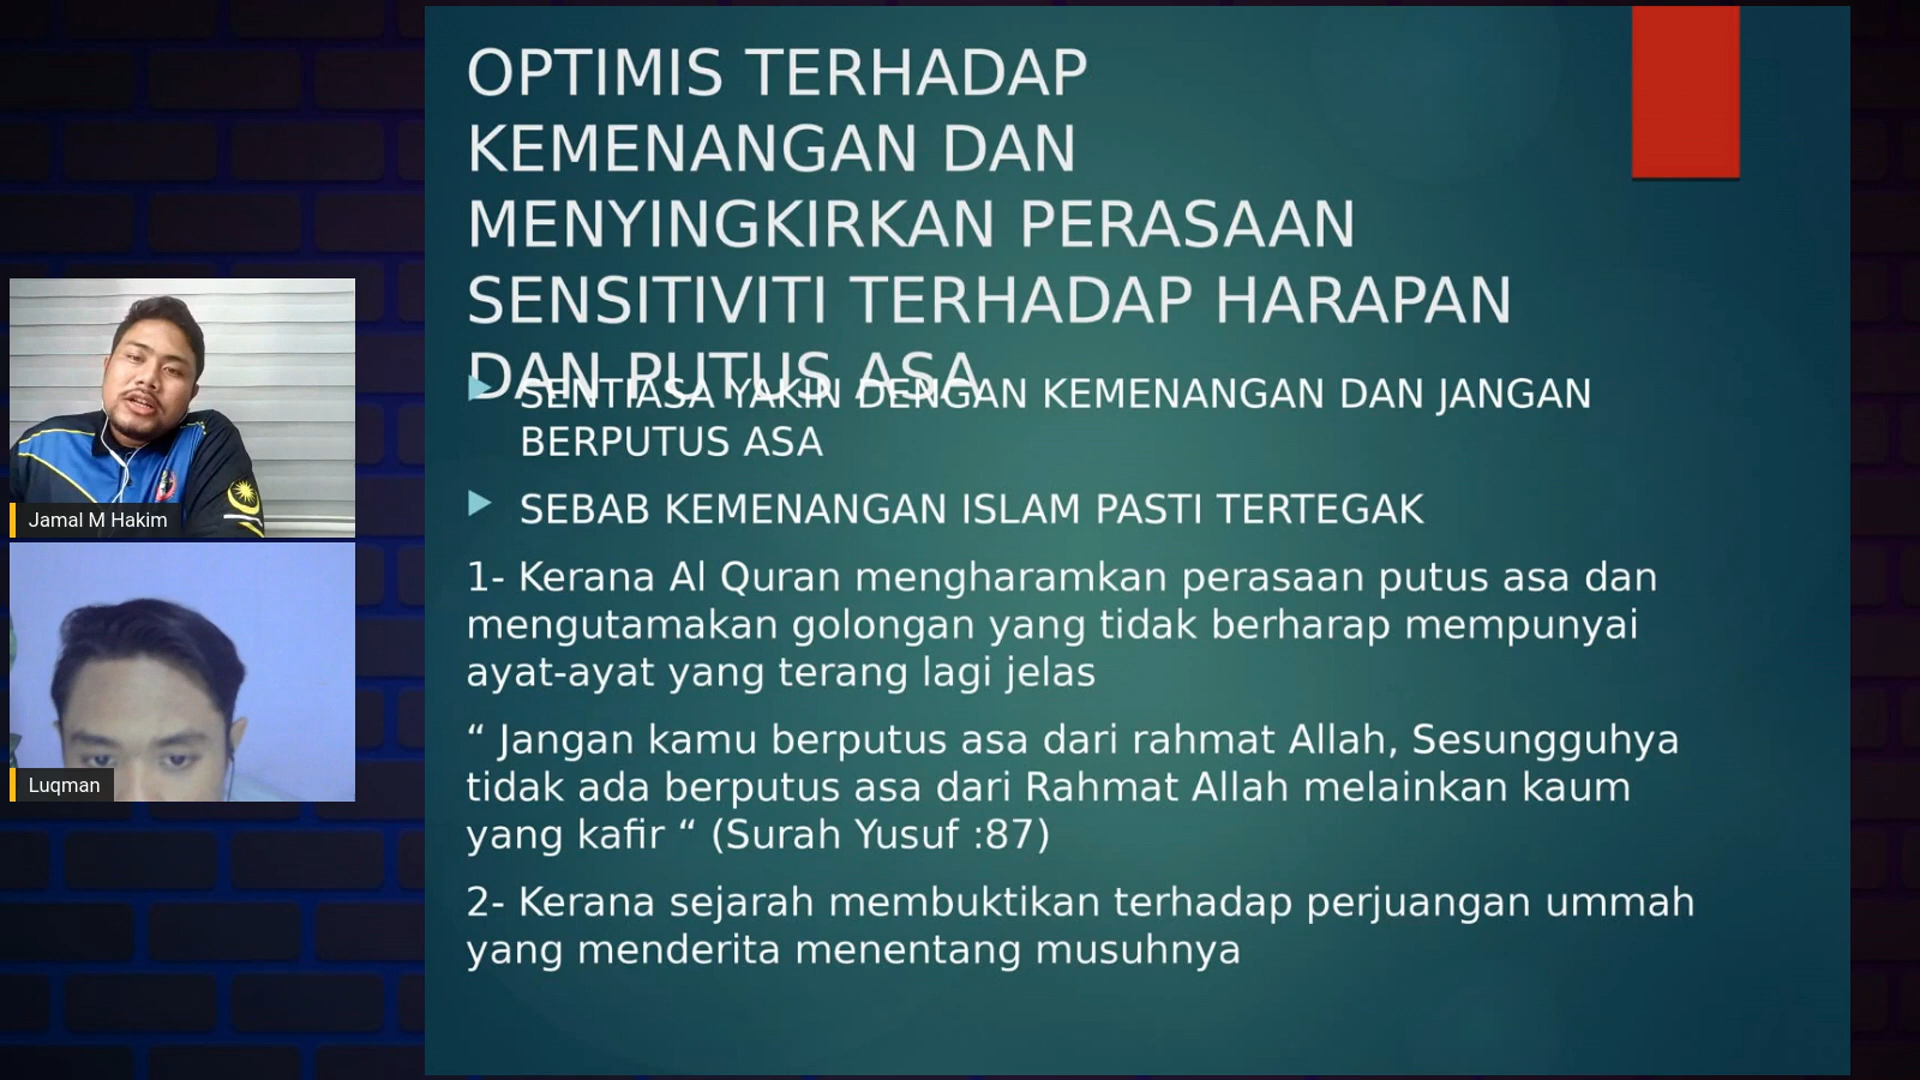 OPTIMIS TERHADAP
KEMENANGAN DAN
MENYINGKIRKAN PERASAAN
SENSITIVITI TERHADAP HARAPAN
DAN PUTUS ASA
SENTIASA YAKIN DENGAN KEMENANGAN DAN JANGAN
BERPUTUS ASA
SEBAB KEMENANGAN ISLAM PASTI TERTEGAK
1- Kerana Al Quran mengharamkan perasaan putus asa dan
mengutamakan golongan yang tidak berharap mempunyai
ayat-ayat yang terang lagi jelas
“ Jangan kamu berputus asa dari rahmat Allah, Sesungguhya
tidak ada berputus asa dari Rahmat Allah melainkan kaum
yang kafir “ (Surah Yusuf :87)
2- Kerana sejarah membuktikan terhadap perjuangan ummah
yang menderita menentang musuhnya
Jamal M Hakim
Luqman